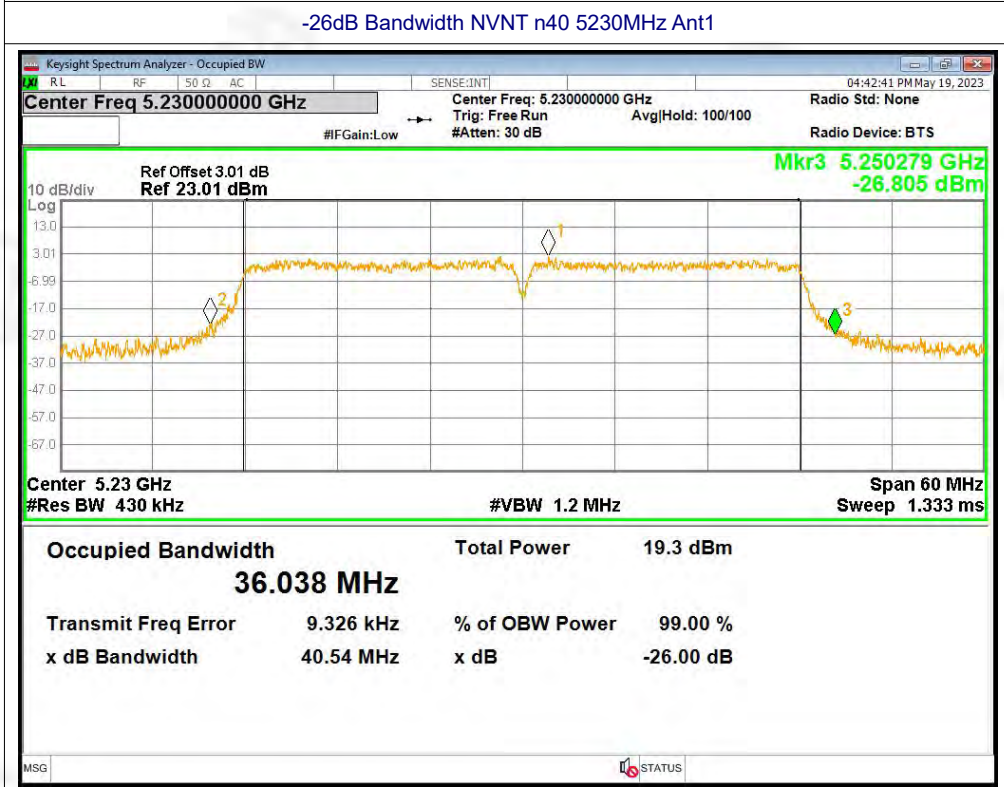 -26dB Bandwidth NVNT n40 5230MHz Ant1
Keysight Spectrum Analyzer - Occupied BW
LXI RL RF 50 Ω AC SENSE:INT 04:42:41 PM May 19, 2023
Center Freq 5.230000000 GHz Center Freq: 5.230000000 GHz Radio Std: None
Trig: Free Run Avg|Hold: 100/100
#IFGain:Low #Atten: 30 dB Radio Device: BTS
Mkr3 5.250279 GHz
Ref Offset 3.01 dB
10 dB/div Ref 23.01 dBm -26.805 dBm
Log
13.0
1
3.01
-6.99
2
-17.0
3
-27.0
-37.0
-47.0
-57.0
-67.0
Center 5.23 GHz Span 60 MHz
#Res BW 430 kHz #VBW 1.2 MHz Sweep 1.333 ms
Occupied Bandwidth Total Power 19.3 dBm
36.038 MHz
Transmit Freq Error 9.326 kHz % of OBW Power 99.00 %
x dB Bandwidth 40.54 MHz x dB -26.00 dB
MSG STATUS